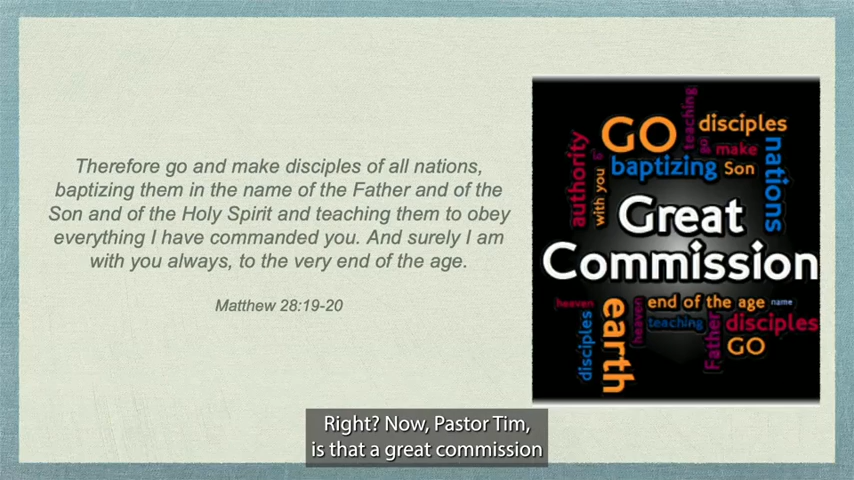 Therefore go and make disciples of all nations,
baptizing them in the name of the Father and of the
Son and of the Holy Spirit and teaching them to obey
everything I have commanded you. And surely I am
with you always, to the very end of the age.
Matthew 28:19-20
teaching
GO
disciples
go
make
authority
g
baptizing
Son
nations
with you
Great
Commission
heaven
end of the age
name
earth
heaven
teaching
disciples
disciples
Father
GO
Right? Now, Pastor Tim,
is that a great commission